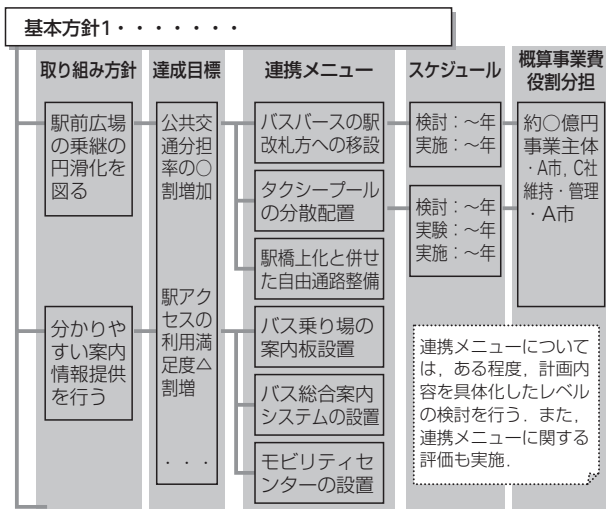 基本方針1・・・・・・・
取り組み方針
達成目標
連携メニュー
スケジュール
概算事業費
役割分担
駅前広場
の乗継の
円滑化を
図る
分かりや
すい案内
情報提供
を行う
公共交
通分担
率の○
割増加
駅アク
セスの
利用満
足度△
割増
・・・
バスバースの駅
改札方への移設
タクシープール
の分散配置
駅橋上化と併せ
た自由通路整備
バス乗り場の
案内板設置
バス総合案内
システムの設置
モビリティセ
ンターの設置
検討：〜年
実施：〜年
検討：〜年
実験：〜年
実施：〜年
約○億円
事業主体
・A市, C社
維持・管理
・A市
連携メニューについて
は，ある程度，計画内
容を具体化したレベル
の検討を行う．また，
連携メニューに関する
評価も実施．